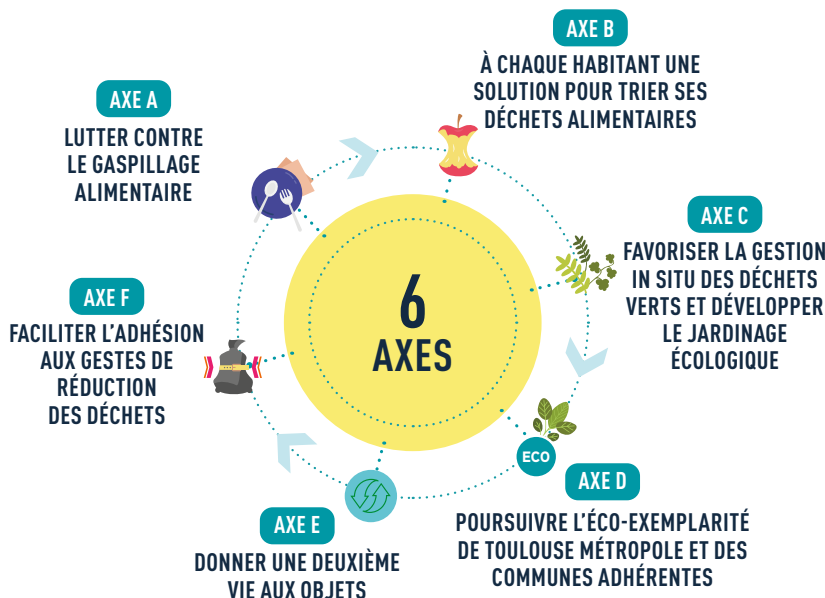 6
AXES
AXE A
LUTTER CONTRE
LE GASPILLAGE
ALIMENTAIRE
AXE B
À CHAQUE HABITANT UNE
SOLUTION POUR TRIER SES
DÉCHETS ALIMENTAIRES
AXE C
FAVORISER LA GESTION
IN SITU DES DÉCHETS
VERTS ET DÉVELOPPER
LE JARDINAGE
ÉCOLOGIQUE
ECO
AXE D
POURSUIVRE L'ÉCO-EXEMPLARITÉ
DE TOULOUSE MÉTROPOLE ET DES
COMMUNES ADHÉRENTES
AXE E
DONNER UNE DEUXIÈME
VIE AUX OBJETS
AXE F
FACILITER L'ADHÉSION
AUX GESTES DE
RÉDUCTION
DES DÉCHETS